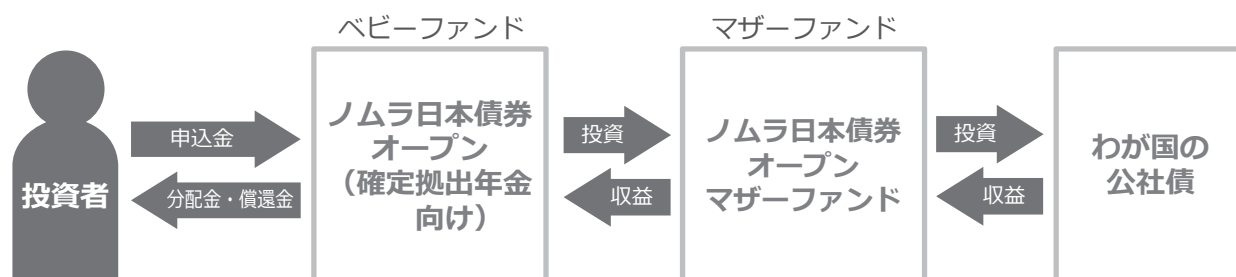 ベビーファンド
マザーファンド
投資者
申込金
分配金・償還金
ノムラ日本債券
オープン
（確定拠出年金
向け）
投資
収益
ノムラ日本債券
オープン
マザーファンド
投資
収益
わが国の
公社債